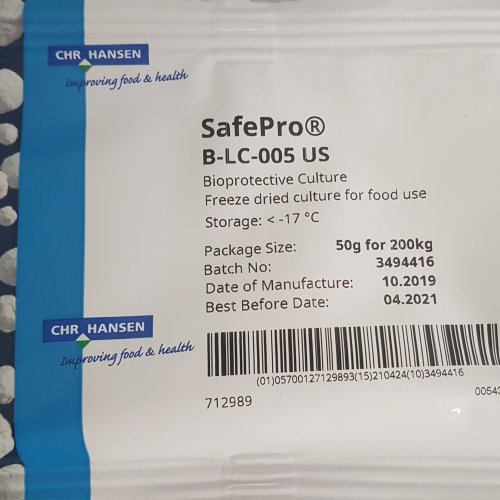 CHR HANSEN
Improving food & health
SafePro®
B-LC-005 US
Bioprotective Culture
Freeze dried culture for food use
Storage: < -17 °C
Package Size: 50g for 200kg
Batch No: 3494416
Date of Manufacture: 10.2019
Best Before Date: 04.2021
CHR HANSEN
Improving food & health
(01)05700127129893(15)210424(10)3494416
712989 0054